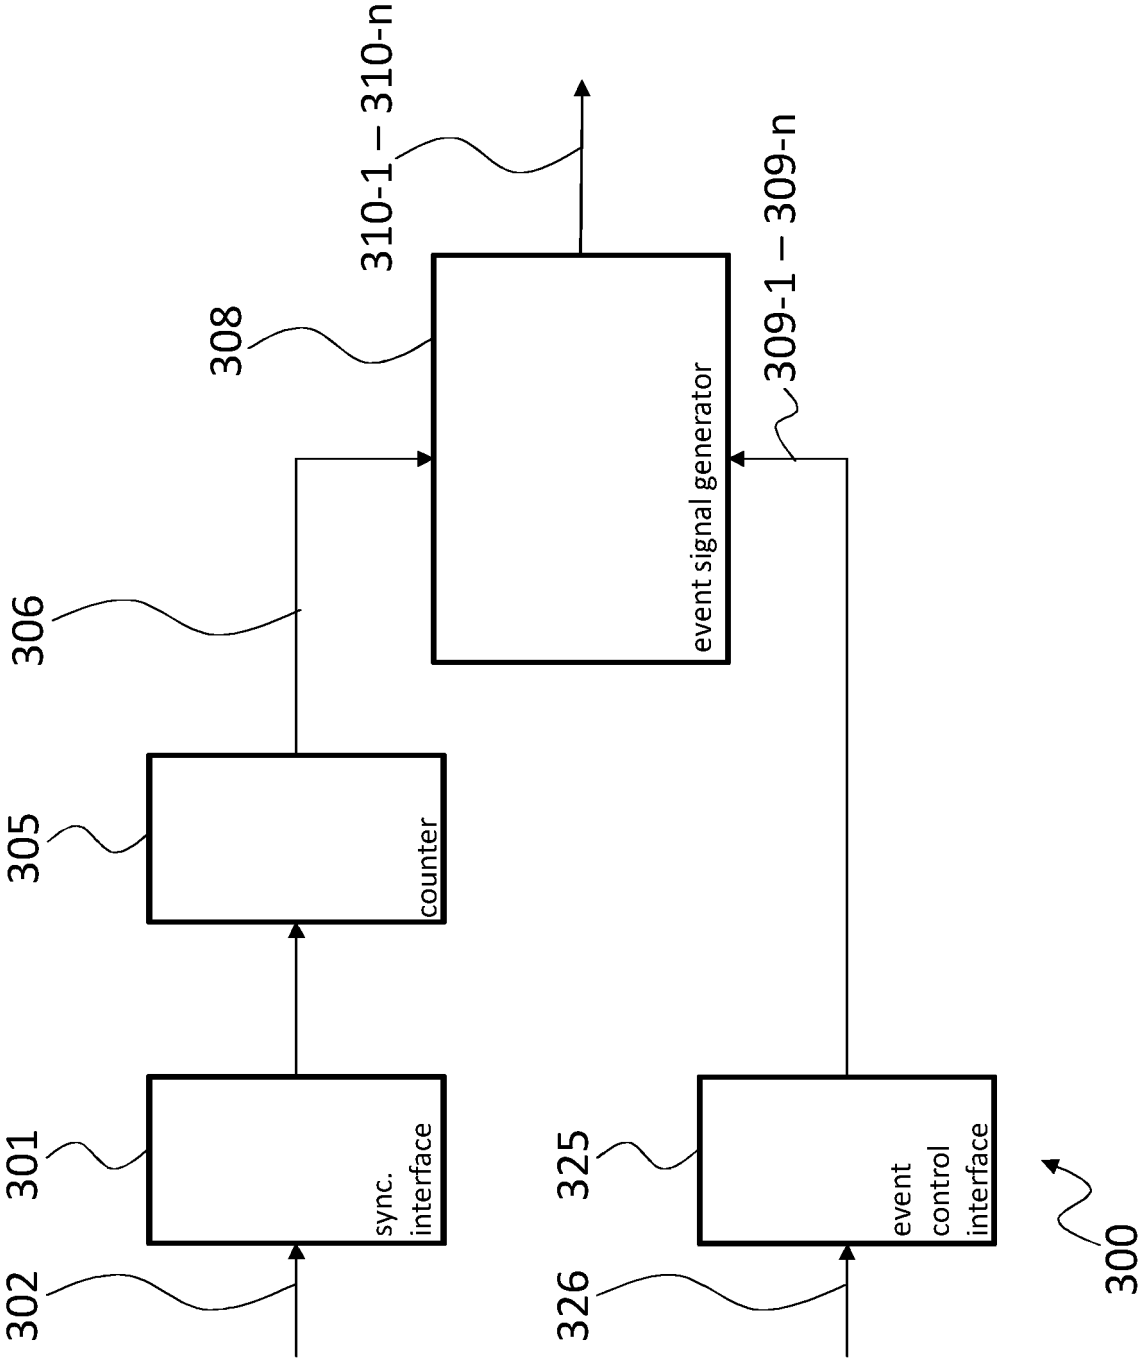 302
301
sync.
interface
305
counter
306
308
event signal generator
310-1 – 310-n
309-1 – 309-n
326
325
event
control
interface
300